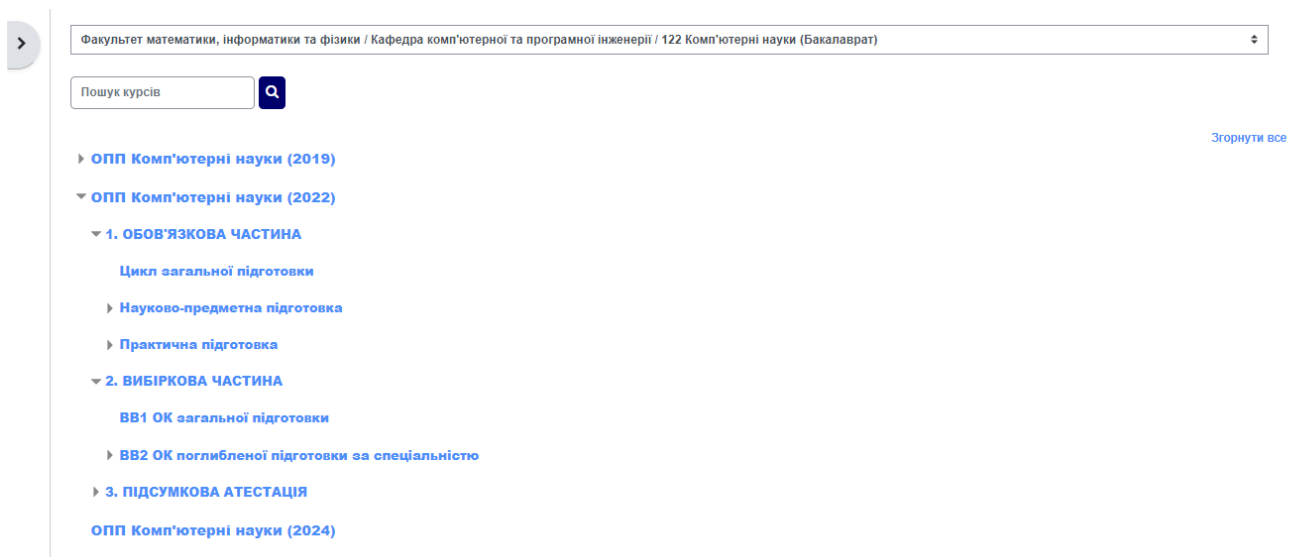 Факультет математики, інформатики та фізики / Кафедра комп'ютерної та програмної інженерії / 122 Комп'ютерні науки (Бакалаврат)
Пошук курсів
Згорнути все
ОПП Комп'ютерні науки (2019)
ОПП Комп'ютерні науки (2022)
1. ОБОВ'ЯЗКОВА ЧАСТИНА
Цикл загальної підготовки
Науково-предметна підготовка
Практична підготовка
2. ВИБІРКОВА ЧАСТИНА
ВВ1 ОК загальної підготовки
ВВ2 ОК поглибленої підготовки за спеціальністю
3. ПІДСУМКОВА АТЕСТАЦІЯ
ОПП Комп'ютерні науки (2024)